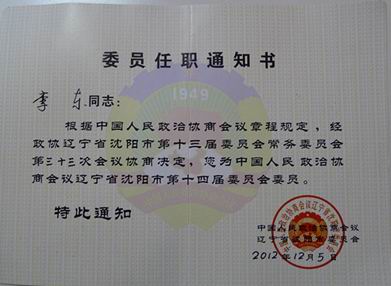 委员任职通知书
1949
李东同志：
根据中国人民政治协商会议章程规定，经
政协辽宁省沈阳市第十三届委员会常务委员会
第三十三次会议协商决定，您为中国人民政治协
商会议辽宁省沈阳市第十四届委员会委员。
特此通知
中国人民政治协商会议
辽宁省沈阳市委员会
2012年12月5日